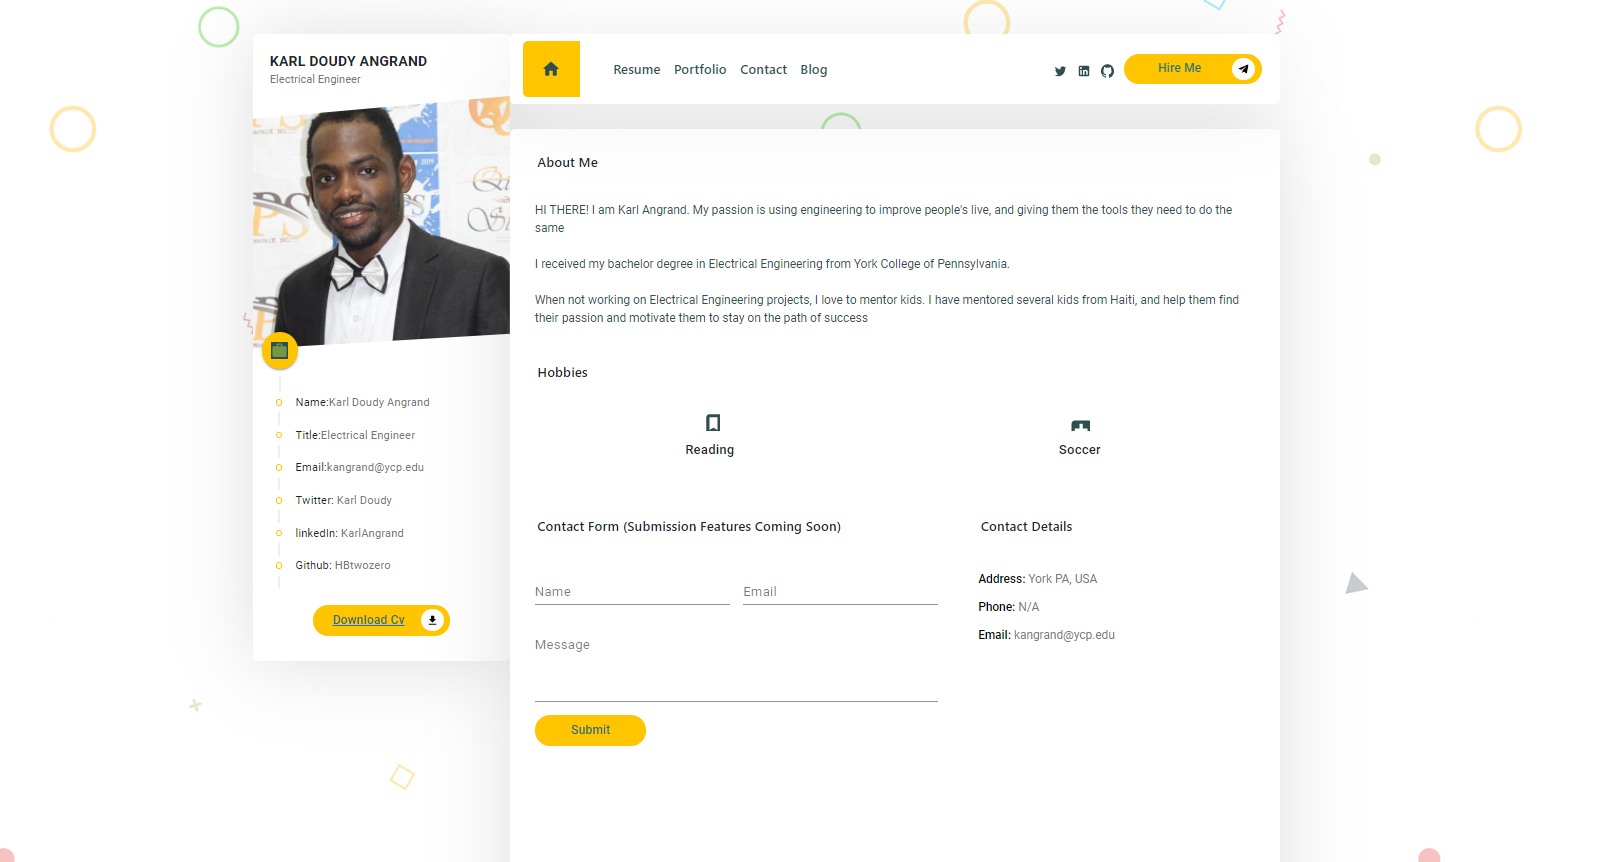 KARL DOUDY ANGRAND
Electrical Engineer
2019
Name:Karl Doudy Angrand
Title:Electrical Engineer
Email:kangrand@ycp.edu
Twitter: Karl Doudy
linkedIn: KarlAngrand
Github: HBtwozero
Download Cv
Resume Portfolio Contact Blog
Hire Me
About Me
HI THERE! I am Karl Angrand. My passion is using engineering to improve people's live, and giving them the tools they need to do the
same
I received my bachelor degree in Electrical Engineering from York College of Pennsylvania.
When not working on Electrical Engineering projects, I love to mentor kids. I have mentored several kids from Haiti, and help them find
their passion and motivate them to stay on the path of success
Hobbies
Reading
Soccer
Contact Form (Submission Features Coming Soon)
Name
Email
Message
Submit
Contact Details
Address: York PA, USA
Phone: N/A
Email: kangrand@ycp.edu